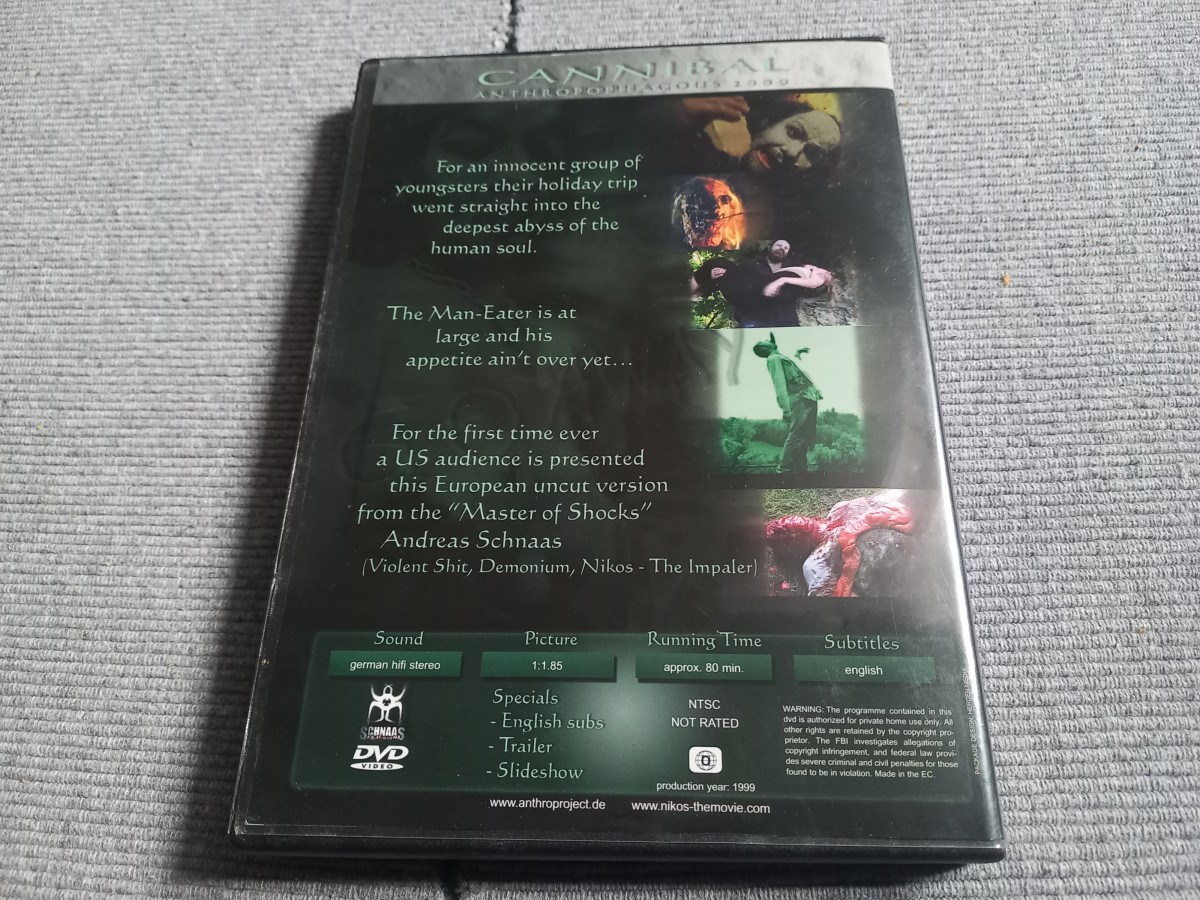 CANNIBAL
ANTHROPOPHAGOUS
For an innocent group of
youngsters their holiday trip
went straight into the
deepest abyss of the
human soul.
The Man-Eater is at
large and his
appetite ain't over yet...
For the first time ever
a US audience is presented
this European uncut version
from the "Master of Shocks"
Andreas Schnaas
(Violent Shit, Demonium, Nikos - The Impaler)
Sound
Picture
Running Time
Subtitles
german hifi stereo
1:1.85
approx. 80 min.
english
SCHNAAS
DVD
VIDEO
Specials
- English subs
- Trailer
- Slideshow
NTSC
NOT RATED
D
production year: 1999
WARNING: The programme contained in this
dvd is authorized for private home use only. All
other rights are retained by the copyright pro-
prietor. The FBI investigates allegations of
copyright infringement, and federal law provi-
des severe criminal and civil penalties for those
found to be in violation. Made in the EC.
PACKAGE DESIGN
www.anthroproject.de
www.nikos-themovie.com